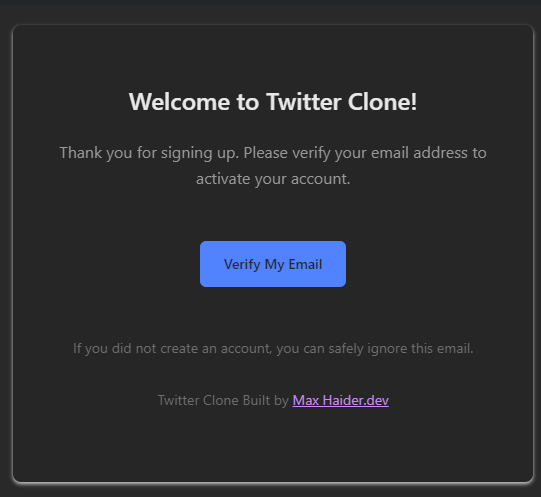 Welcome to Twitter Clone!
Thank you for signing up. Please verify your email address to
activate your account.
Verify My Email
If you did not create an account, you can safely ignore this email.
Twitter Clone Built by Max Haider.dev